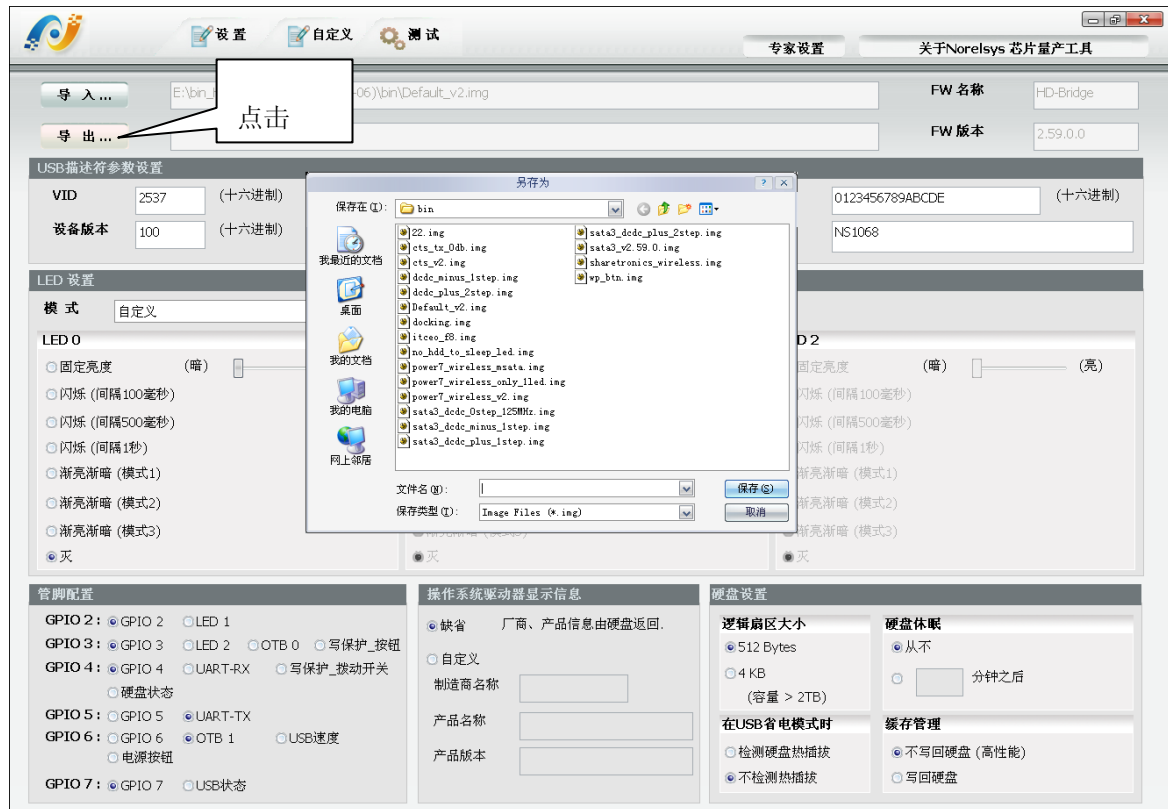 设 置
自定义
测 试
专家设置
关于Norelsys 芯片量产工具
导 入 ...
E:\bin_
-06)\bin\Default_v2.img
FW 名称
HD-Bridge
点击
导 出 ...
FW 版本
2.59.0.0
USB描述符参数设置
VID
2537
(十六进制)
0123456789ABCDE
(十六进制)
设备版本
100
(十六进制)
NS1068
另存为
保存在(I):
bin
我最近的文档
桌面
我的文档
我的电脑
网上邻居
22.img
cts_tx_0db.img
cts_v2.img
dcdc_minus_1step.img
dcdc_plus_2step.img
Default_v2.img
docking.img
itceo_f8.img
no_hdd_to_sleep_led.img
power7_wireless_msata.img
power7_wireless_only_1led.img
power7_wireless_v2.img
sata3_dcdc_0step_125MHz.img
sata3_dcdc_minus_1step.img
sata3_dcdc_plus_1step.img
sata3_dcdc_plus_2step.img
sata3_v2.59.0.img
sharetronics_wireless.img
wp_btn.img
文件名(N):
保存(S)
保存类型(T):
Image Files (*.img)
取消
LED 设置
模 式
自定义
LED 0
固定亮度
(暗)
闪烁 (间隔100毫秒)
闪烁 (间隔500毫秒)
闪烁 (间隔1秒)
渐亮渐暗 (模式1)
渐亮渐暗 (模式2)
渐亮渐暗 (模式3)
灭
灭
D 2
固定亮度
(暗)
(亮)
闪烁 (间隔100毫秒)
闪烁 (间隔500毫秒)
闪烁 (间隔1秒)
渐亮渐暗 (模式1)
渐亮渐暗 (模式2)
渐亮渐暗 (模式3)
灭
管脚配置
GPIO 2: GPIO 2 LED 1
GPIO 3: GPIO 3 LED 2 OTB 0 写保护_按钮
GPIO 4: GPIO 4 UART-RX 写保护_拨动开关
硬盘状态
GPIO 5: GPIO 5 UART-TX
GPIO 6: GPIO 6 OTB 1 USB速度
电源按钮
GPIO 7: GPIO 7 USB状态
操作系统驱动器显示信息
缺省 厂商、产品信息由硬盘返回.
自定义
制造商名称
产品名称
产品版本
硬盘设置
逻辑扇区大小
512 Bytes
4 KB
(容量 > 2TB)
硬盘休眠
从不
分钟之后
在USB省电模式时
检测硬盘热插拔
不检测热插拔
缓存管理
不写回硬盘 (高性能)
写回硬盘